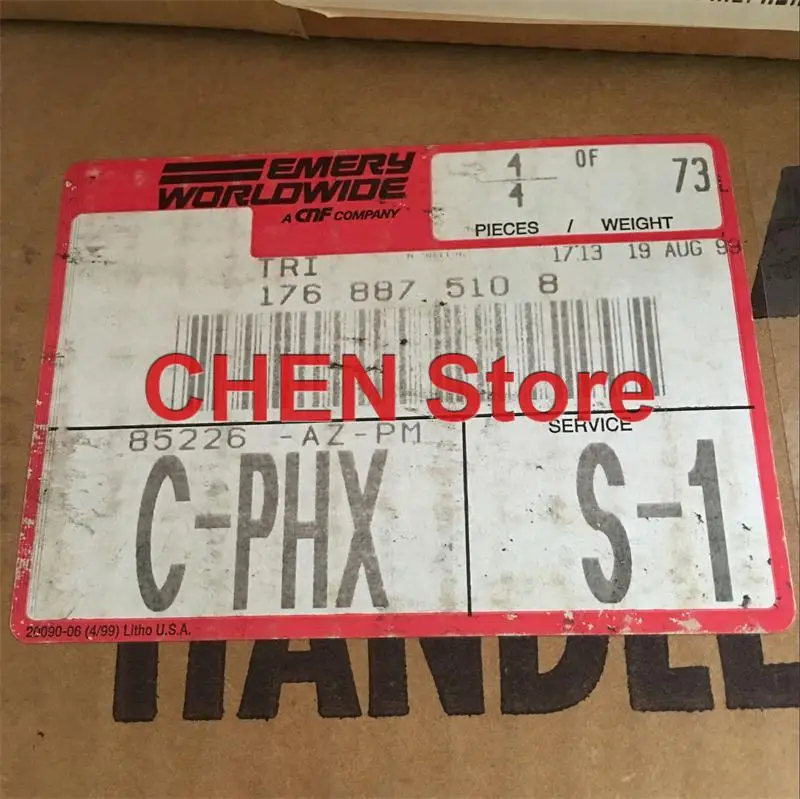 EMERY
WORLDWIDE
A CNF COMPANY
4 OF 73
4
PIECES / WEIGHT
17:13 19 AUG 99
TRI
176 887 510 8
CHEN Store
85226 -AZ-PM
SERVICE
C-PHX
S-1
20090-06 (4/99) Litho U.S.A.
HANDLE